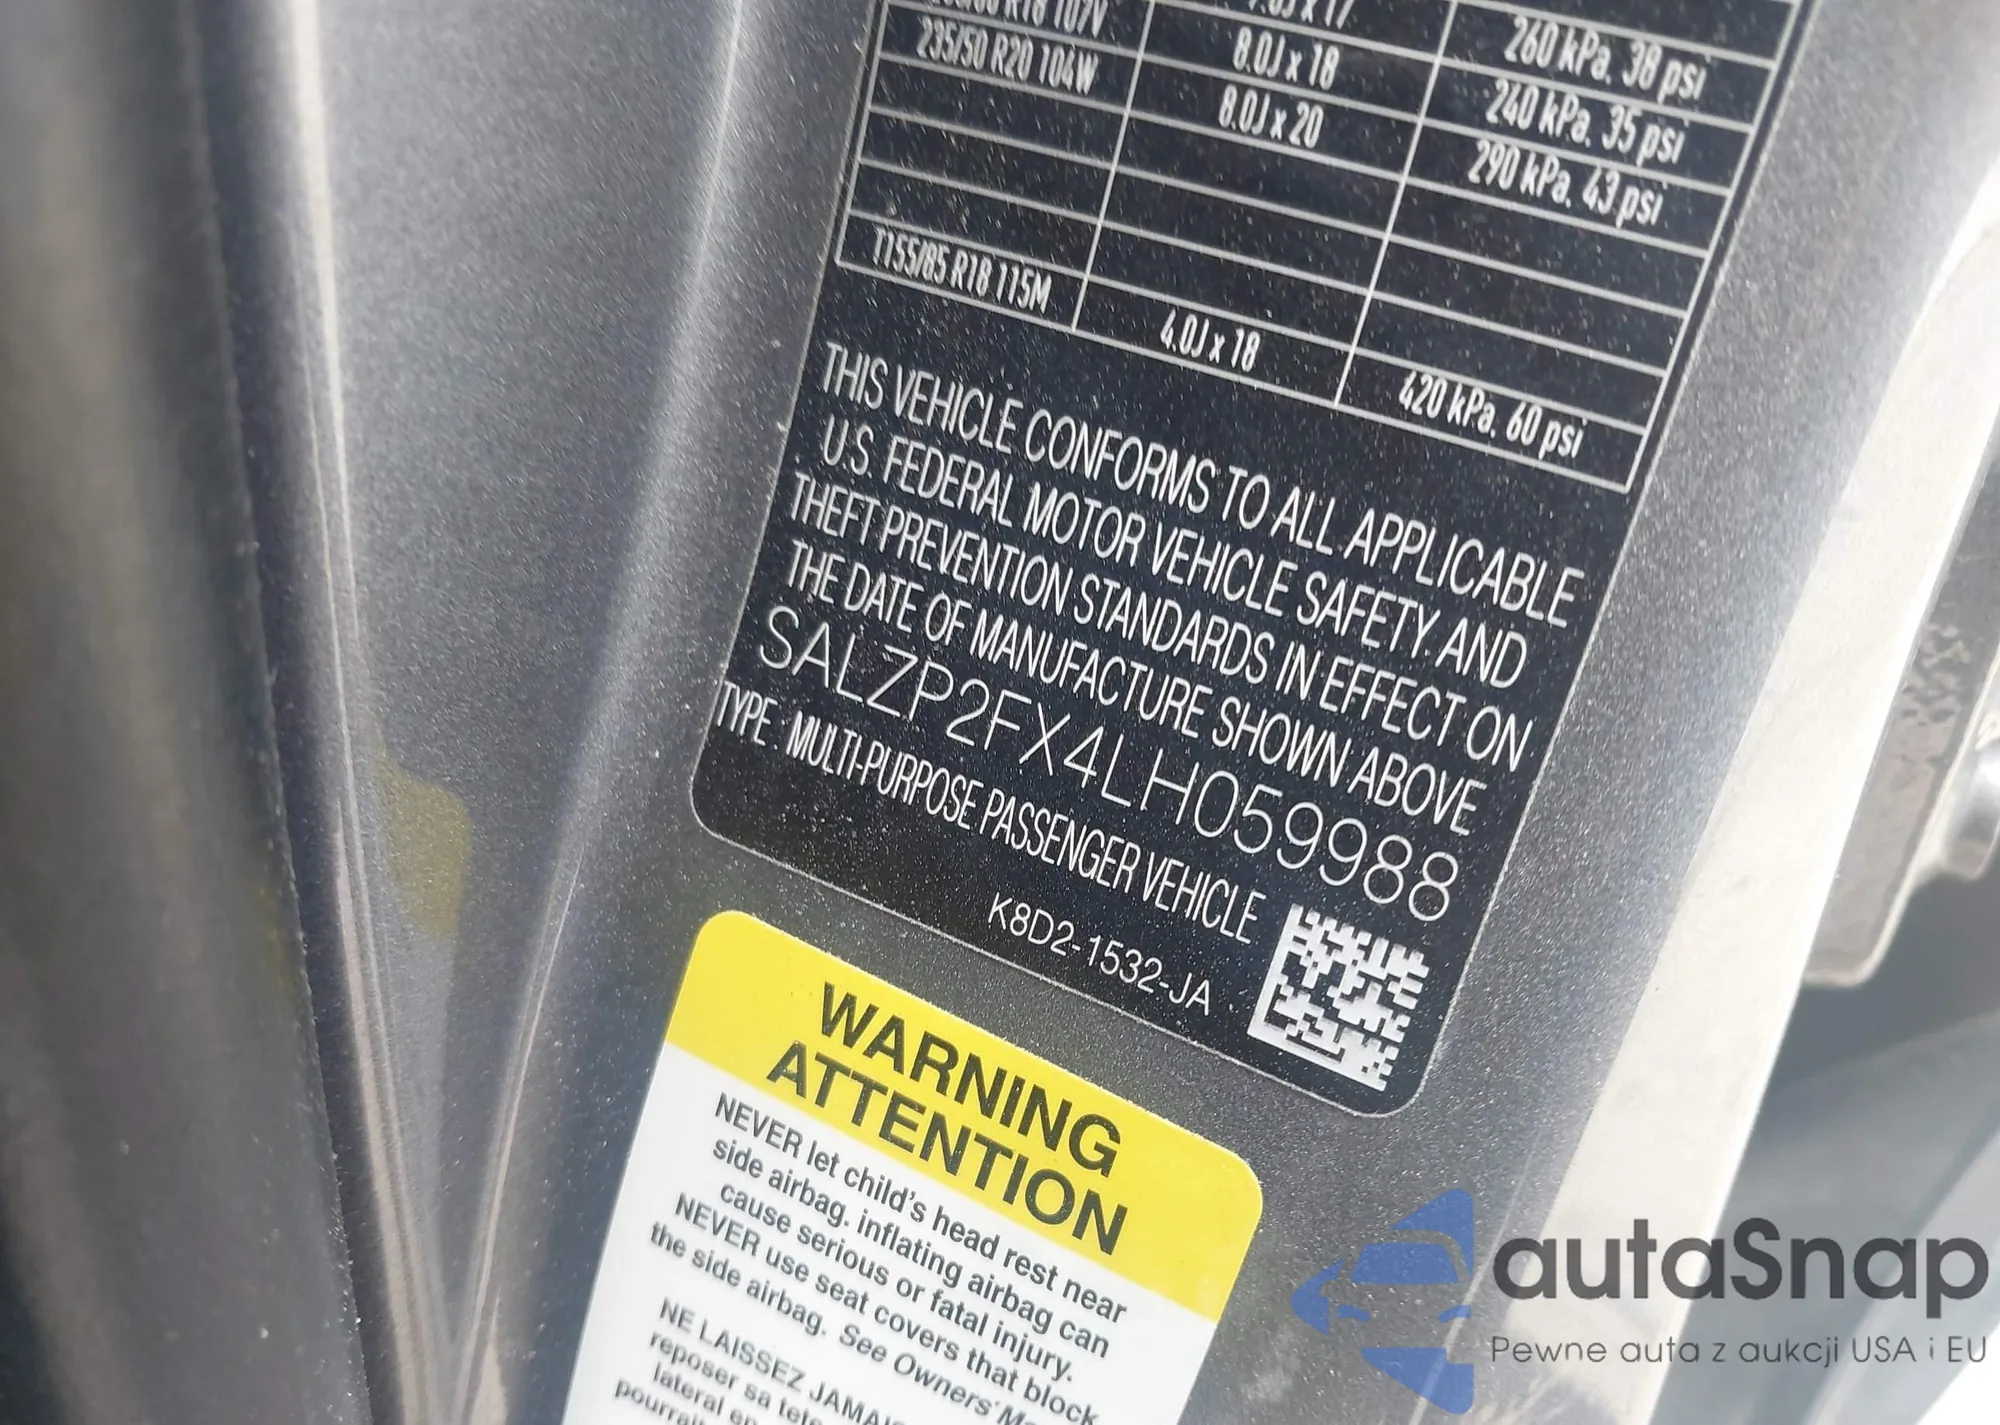 R18 107V
8.0J x 18
260 kPa, 38 psi
235/50 R20 104W
8.0J x 20
240 kPa, 35 psi
290 kPa, 43 psi
T155/85 R18 115M
4.0J x 18
420 kPa, 60 psi
THIS VEHICLE CONFORMS TO ALL APPLICABLE
U.S. FEDERAL MOTOR VEHICLE SAFETY, AND
THEFT PREVENTION STANDARDS IN EFFECT ON
THE DATE OF MANUFACTURE SHOWN ABOVE
SALZP2FX4LH059988
TYPE : MULTI-PURPOSE PASSENGER VEHICLE
K8D2-1532-JA
WARNING
ATTENTION
NEVER let child's head rest near
side airbag. inflating airbag can
cause serious or fatal injury.
NEVER use seat covers that block
the side airbag. See Owners'
NE LAISSEZ JAMAIS
reposer sa tete
lateral en
autaSnap
Pewne auta z aukcji USA i EU